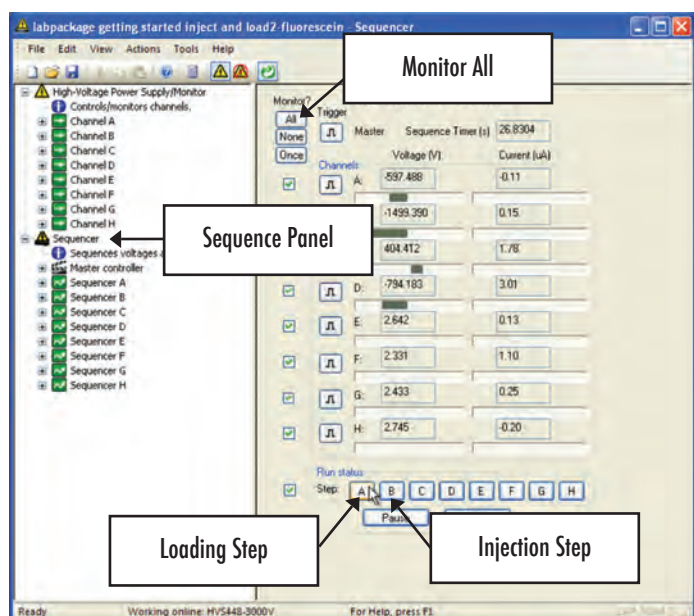 labpackage getting started inject and load2-fluorescein - Sequencer
File Edit View Actions Tools Help
Monitor All
High-Voltage Power Supply/Monitor
Controls/monitors channels.
Channel A
Channel B
Channel C
Channel D
Channel E
Channel F
Channel G
Channel H
Sequencer
Sequences voltages
Master controller
Sequencer A
Sequencer B
Sequencer C
Sequencer D
Sequencer E
Sequencer F
Sequencer G
Sequencer H
Sequence Panel
Monitor?
Trigger
All
None
Once
Master Sequence Timer (s) 26.8304
Voltage (V) Current (uA)
Channels
A: -597.488 -0.11
-1499.390 0.15
404.412 1.78
D: -794.183 3.01
E: 2.642 0.13
F: 2.331 1.10
G: 2.433 0.25
H: 2.745 -0.20
Run status
Step: A B C D E F G H
Pause
Loading Step
Injection Step
Ready Working online: HVS448-3000V For Help, press F1